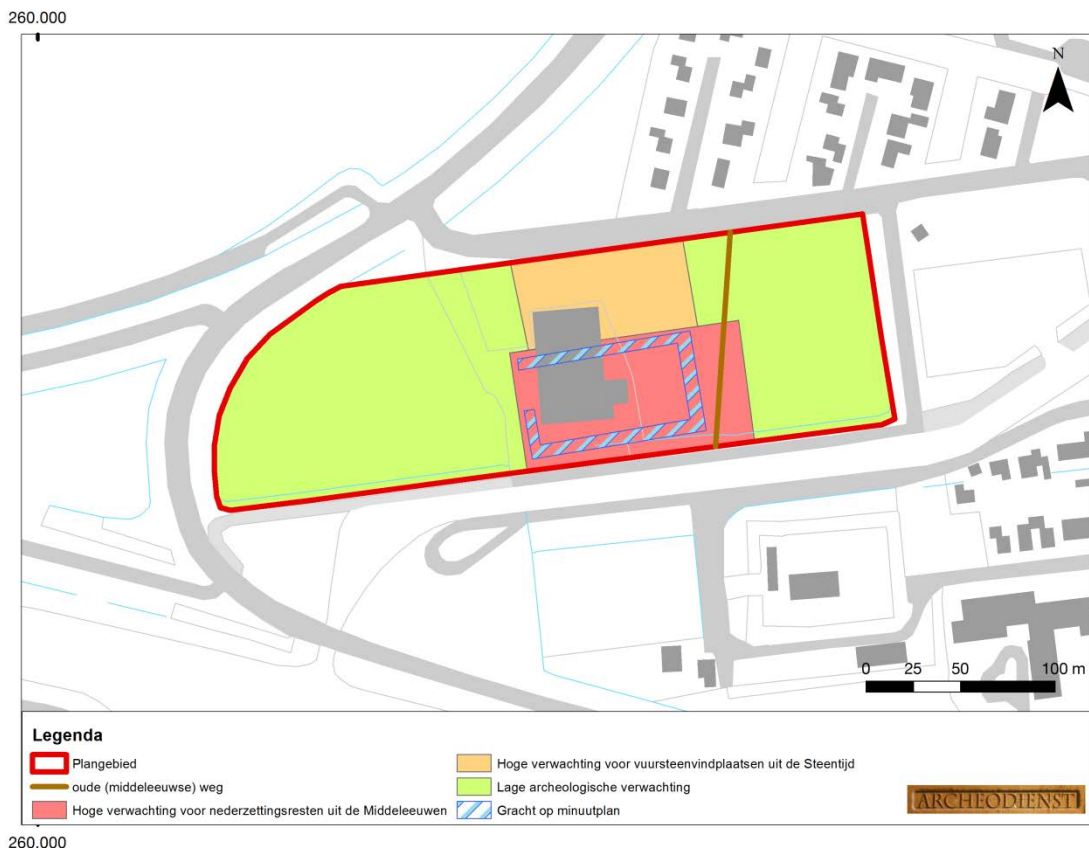 260.000
N
0 25 50 100 m
Legenda
Plangebied
oude (middeleeuwse) weg
Hoge verwachting voor nederzettingsresten uit de Middeleeuwen
Hoge verwachting voor vuursteenvindplaatsen uit de Steentijd
Lage archeologische verwachting
Gracht op minuutplan
ARCHEODIENST
260.000